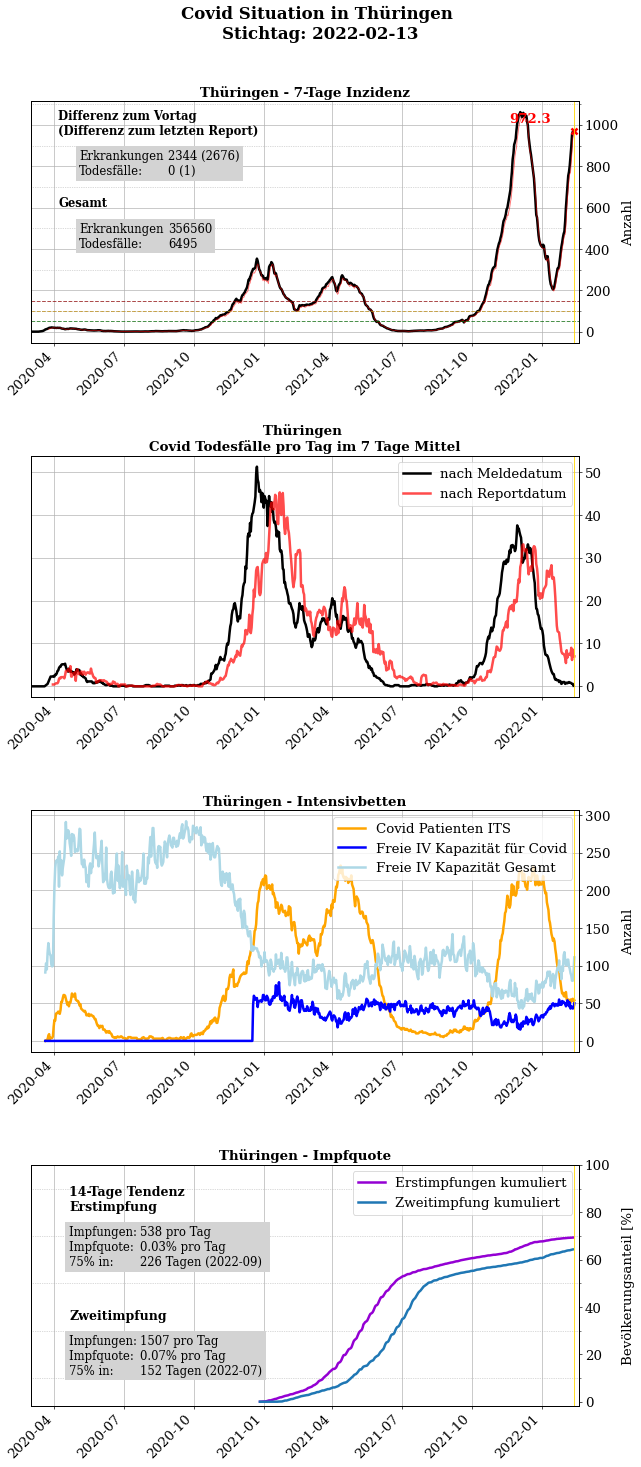 Covid Situation in Thüringen
Stichtag: 2022-02-13
Thüringen - 7-Tage Inzidenz
Differenz zum Vortag
(Differenz zum letzten Report)
Erkrankungen 2344 (2676)
Todesfälle: 0 (1)
Gesamt
Erkrankungen 356560
Todesfälle: 6495
972.3
1000
800
600
400
200
0
Anzahl
2020-04
2020-07
2020-10
2021-01
2021-04
2021-07
2021-10
2022-01
Thüringen
Covid Todesfälle pro Tag im 7 Tage Mittel
nach Meldedatum
nach Reportdatum
50
40
30
20
10
0
2020-04
2020-07
2020-10
2021-01
2021-04
2021-07
2021-10
2022-01
Thüringen - Intensivbetten
Covid Patienten ITS
Freie IV Kapazität für Covid
Freie IV Kapazität Gesamt
300
250
200
150
100
50
0
Anzahl
2020-04
2020-07
2020-10
2021-01
2021-04
2021-07
2021-10
2022-01
Thüringen - Impfquote
14-Tage Tendenz
Erstimpfung
Impfungen: 538 pro Tag
Impfquote: 0.03% pro Tag
75% in: 226 Tagen (2022-09)
Zweitimpfung
Impfungen: 1507 pro Tag
Impfquote: 0.07% pro Tag
75% in: 152 Tagen (2022-07)
Erstimpfungen kumuliert
Zweitimpfung kumuliert
100
80
60
40
20
0
Bevölkerungsanteil [%]
2020-04
2020-07
2020-10
2021-01
2021-04
2021-07
2021-10
2022-01